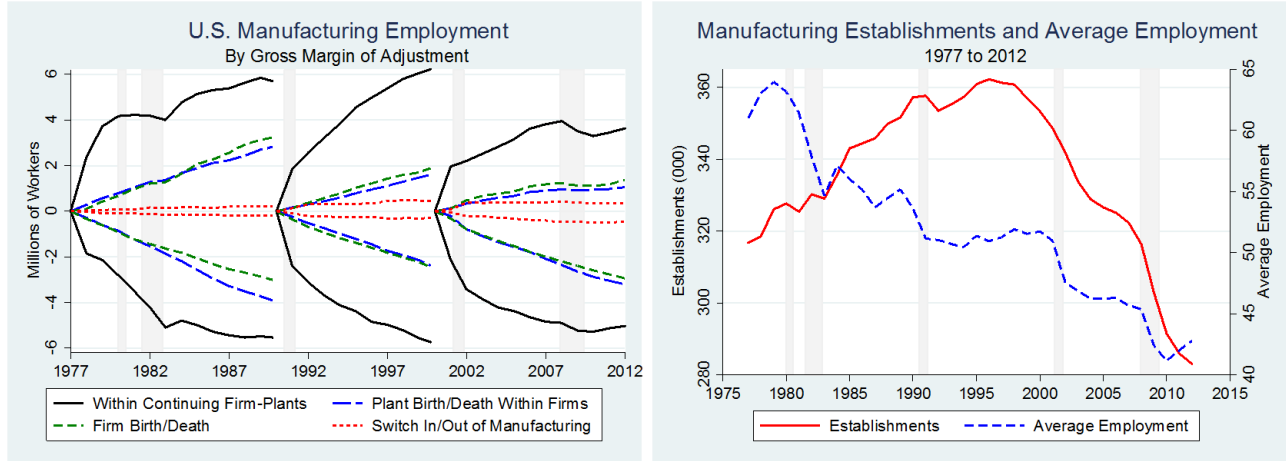 U.S. Manufacturing Employment
By Gross Margin of Adjustment
Millions of Workers
6
4
2
0
-2
-4
-6
1977 1982 1987 1992 1997 2002 2007 2012
Within Continuing Firm-Plants Plant Birth/Death Within Firms
Firm Birth/Death Switch In/Out of Manufacturing
Manufacturing Establishments and Average Employment
1977 to 2012
Establishments (000)
360
340
320
300
280
65
60
55
50
45
40
Average Employment
1975 1980 1985 1990 1995 2000 2005 2010 2015
Establishments Average Employment